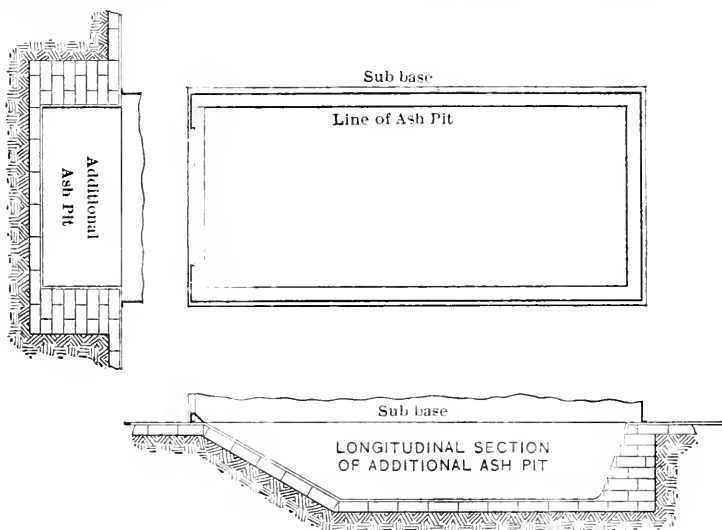 Sub base
Line of Ash Pit
Additional
Ash Pit
Sub base
LONGITUDINAL SECTION
OF ADDITIONAL ASH PIT